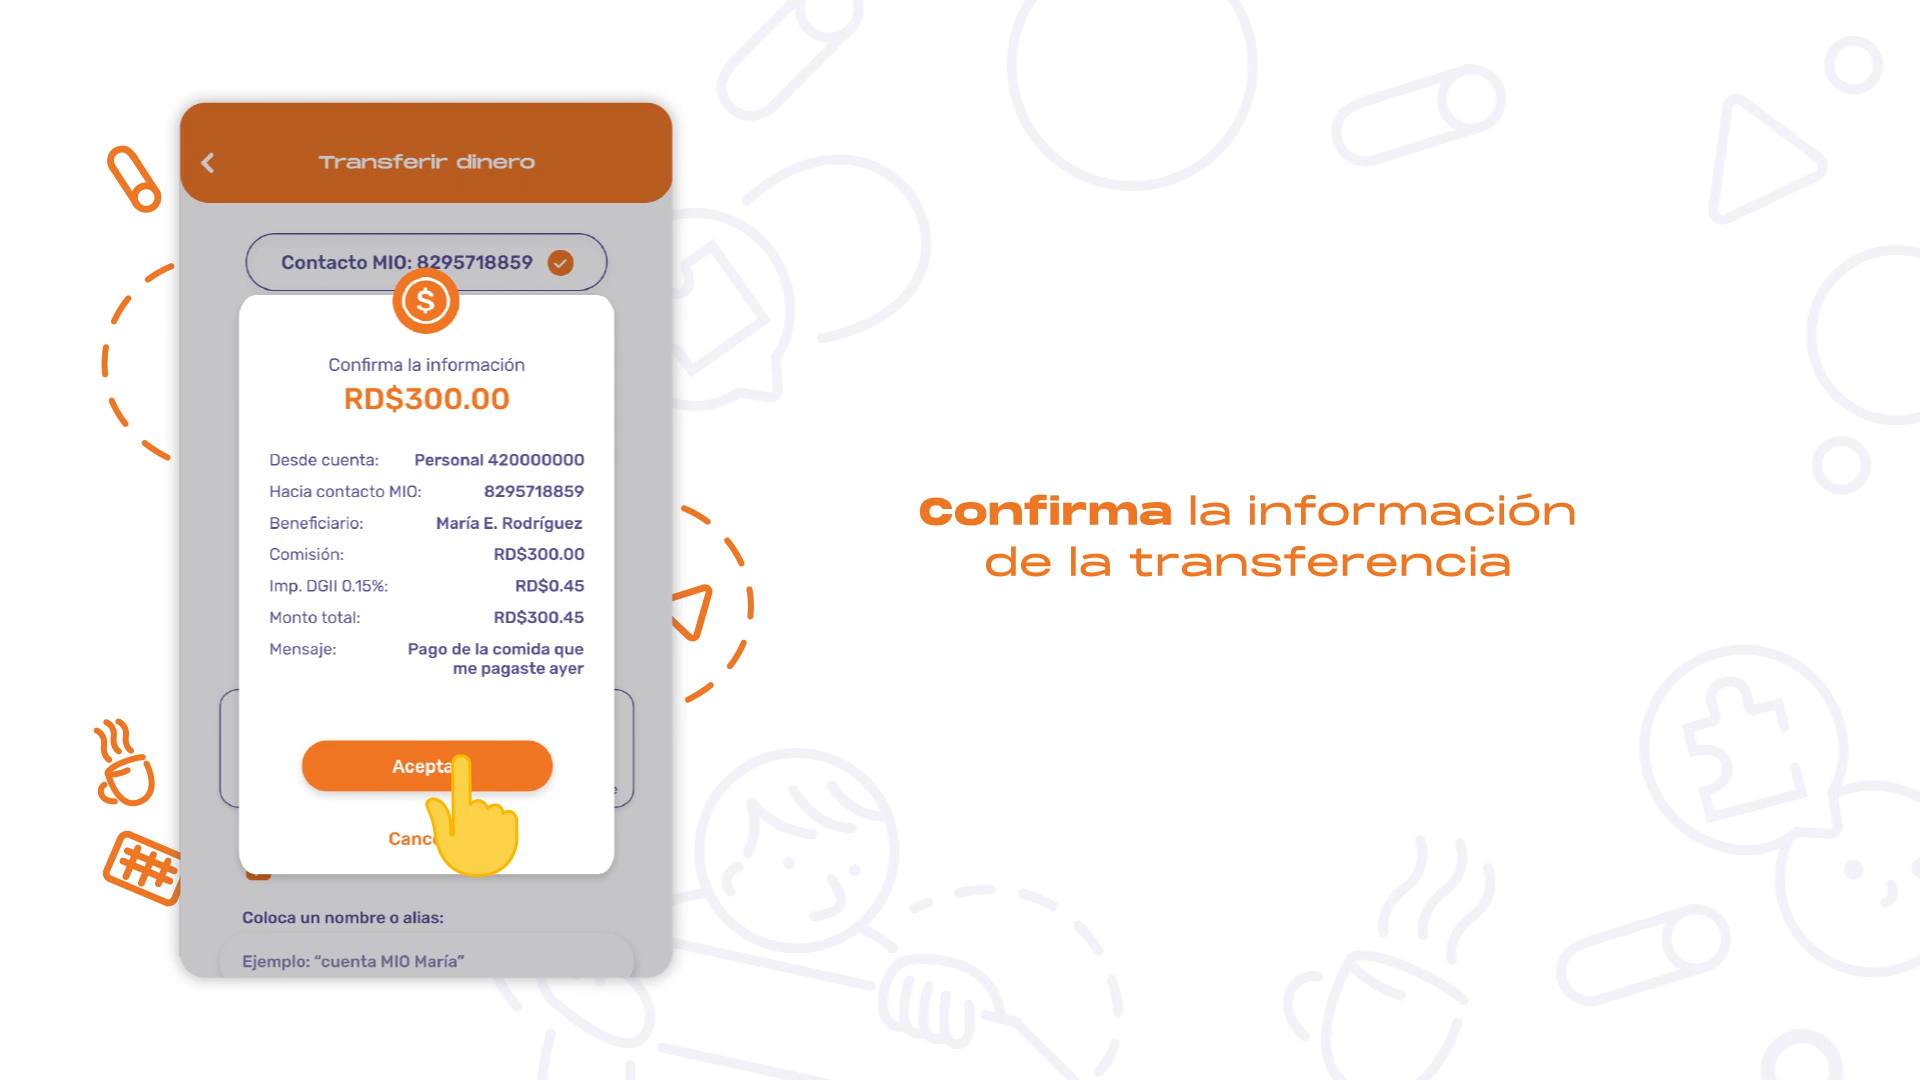 Transferir dinero
Contacto MIO: 8295718859
$
Confirma la información
RD$300.00
Desde cuenta: Personal 420000000
Hacia contacto MIO: 8295718859
Beneficiario: María E. Rodríguez
Comisión: RD$300.00
Imp. DGII 0.15%: RD$0.45
Monto total: RD$300.45
Mensaje: Pago de la comida que
me pagaste ayer
Acepta
Canc
Coloca un nombre o alias:
Ejemplo: “cuenta MIO María”
Confirma la información
de la transferencia